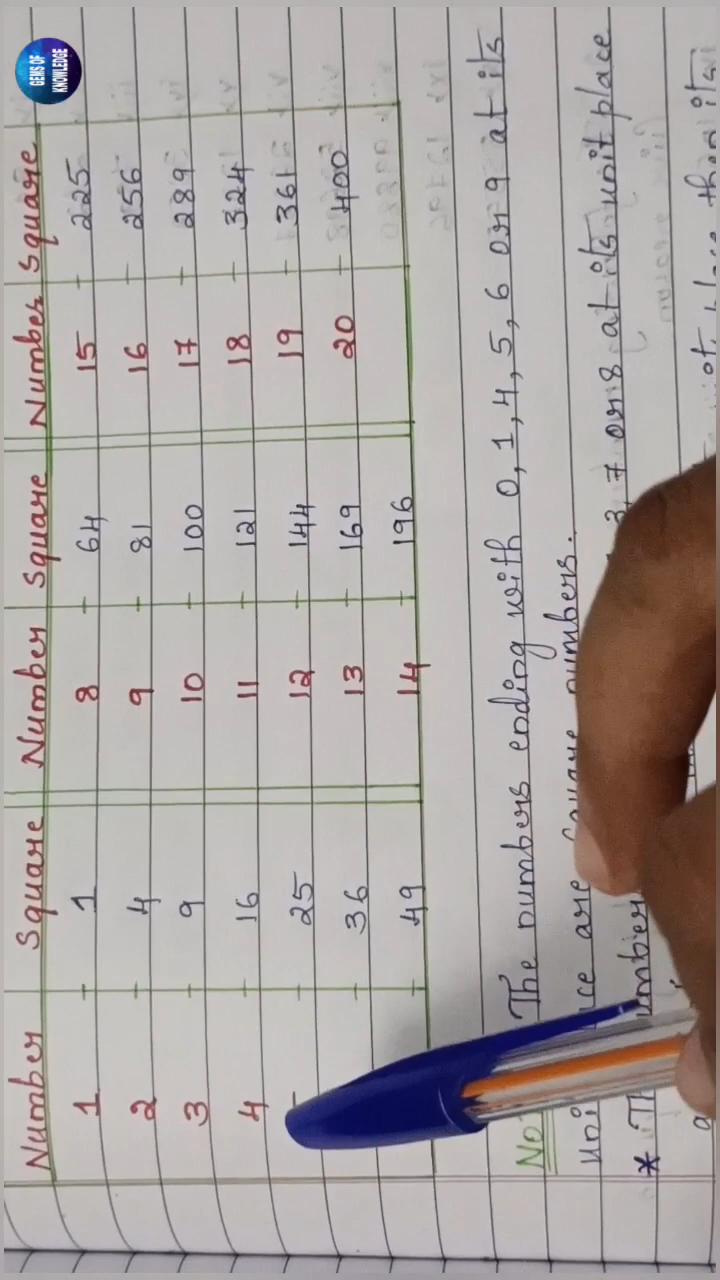 GEMS OF
KNOWLEDGE
Number Square Number Square Number Square
1 1 8 64 15 225
2 4 9 81 16 256
3 9 10 100 17 289
4 16 11 121 18 324
25 12 144 19 361
36 13 169 20 400
49 14 196
The numbers ending with 0, 1, 4, 5, 6 or 9 at its
are Square numbers.
3, 7 or 8 at its unit place
place then its